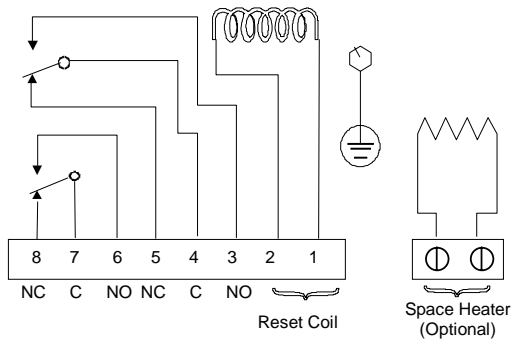 8 7 6 5 4 3 2 1
NC C NO NC C NO
Reset Coil
Space Heater
(Optional)